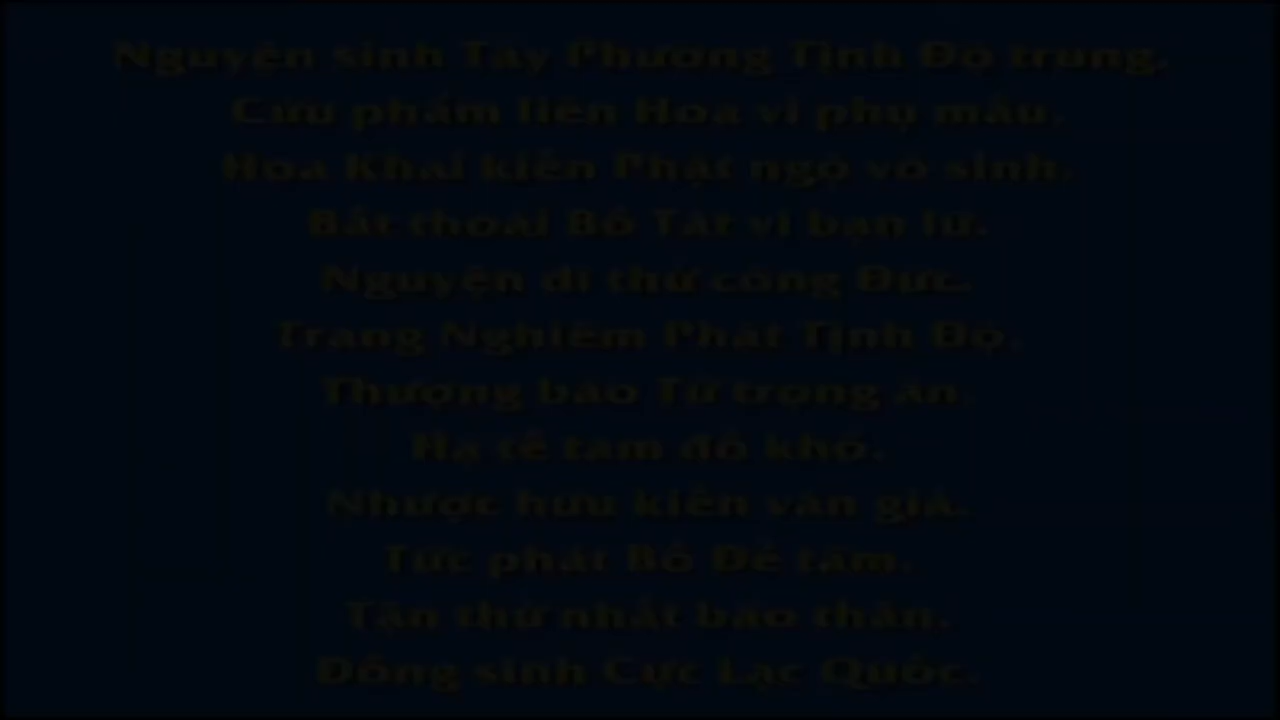 Nguyện sinh Tây Phương Tịnh Độ trung.
Cửu phẩm liên Hoa vi phụ mẫu.
Hoa Khai kiến Phật ngộ vô sinh.
Bất thoái Bồ Tát vi bạn lữ.
Nguyện dĩ thử công Đức.
Trang Nghiêm Phật Tịnh Độ.
Thượng báo Tứ trọng ân.
Hạ tế tam đồ khổ.
Nhược hữu kiến văn giả.
Tức phát Bồ Đề tâm.
Tận thử nhất báo thân.
Đồng sinh Cực Lạc Quốc.